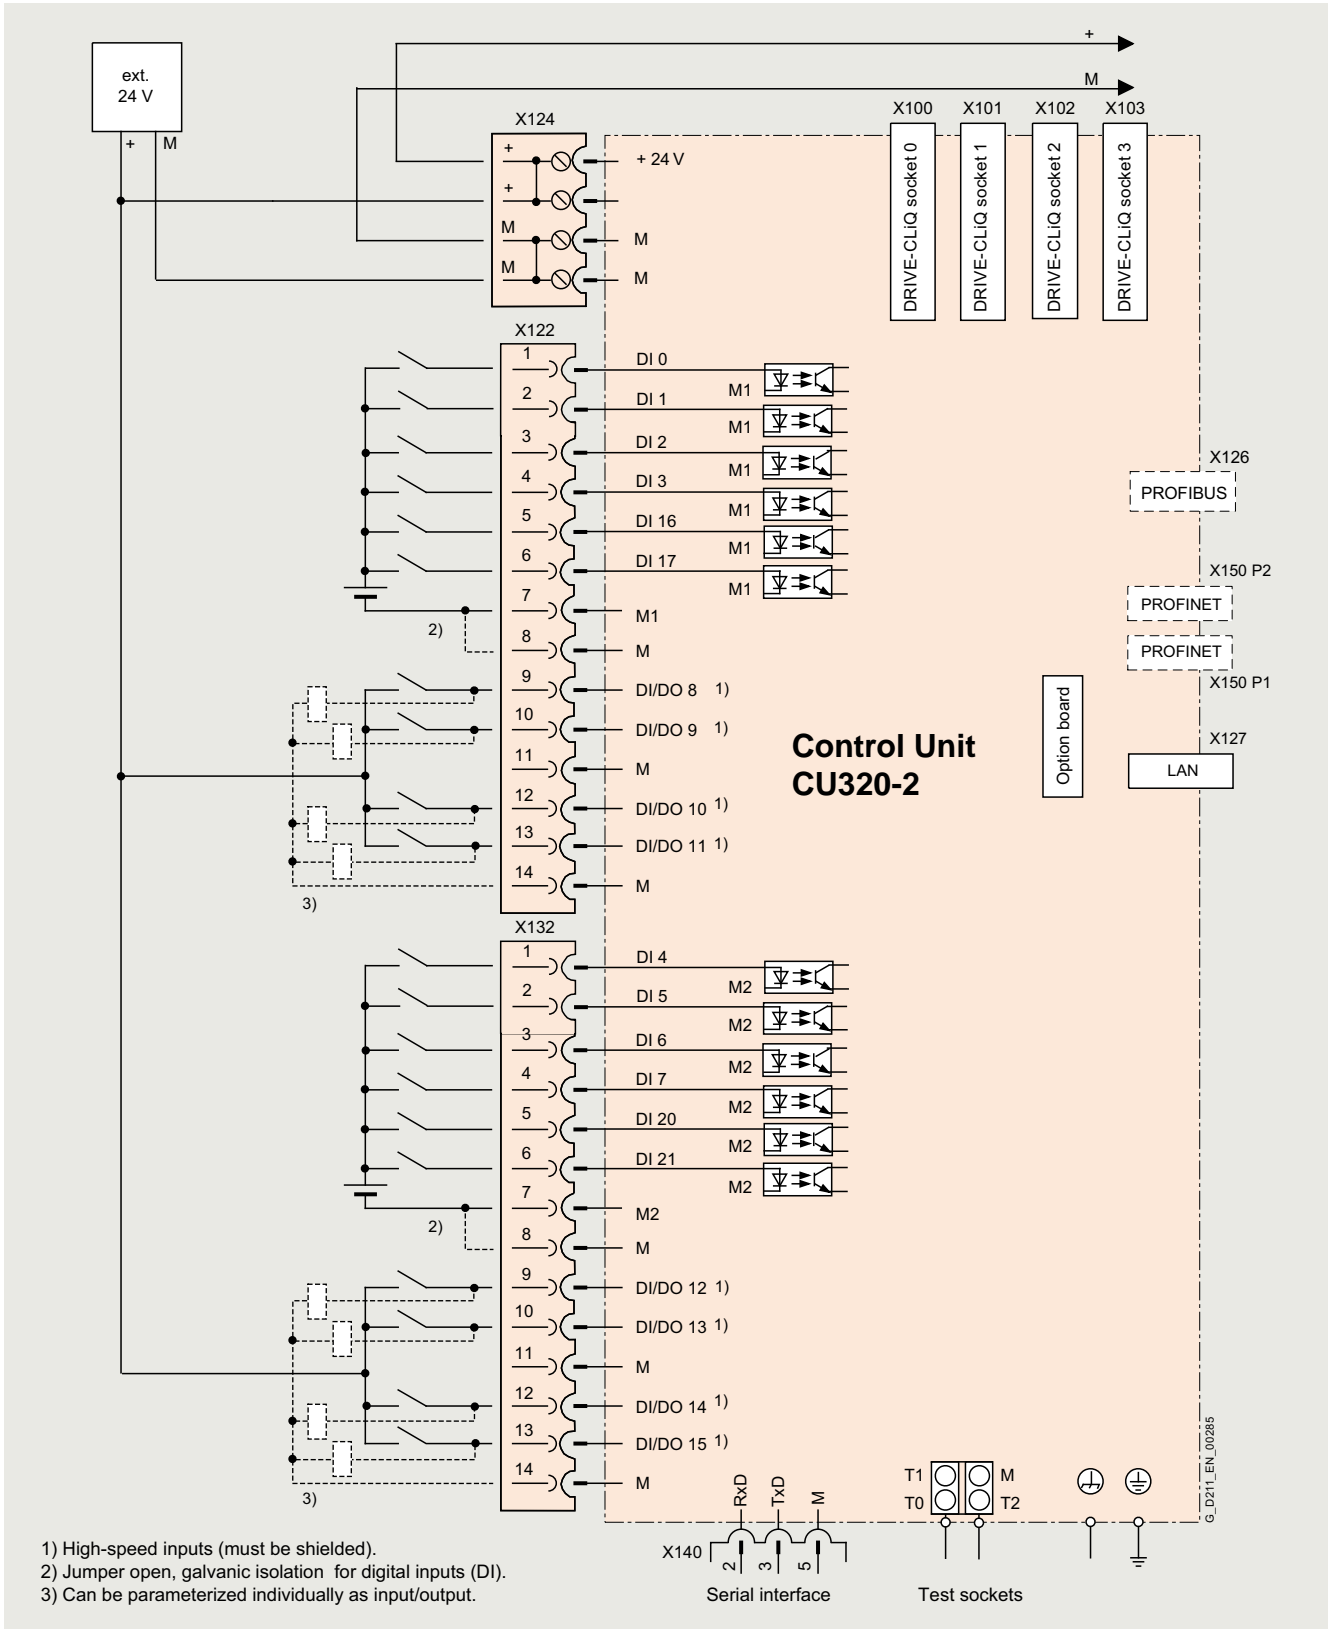 ext.
24 V
+ M
+
M
X124
+
+
M
M
+ 24 V
M
M
X100 X101 X102 X103
DRIVE-CLiQ socket 0
DRIVE-CLiQ socket 1
DRIVE-CLiQ socket 2
DRIVE-CLiQ socket 3
X122
1 DI 0 M1
2 DI 1 M1
3 DI 2 M1
4 DI 3 M1
5 DI 16 M1
6 DI 17 M1
7 M1
2)
8 M
9 DI/DO 8 1)
10 DI/DO 9 1)
11 M
12 DI/DO 10 1)
13 DI/DO 11 1)
14 M
3)
X126
PROFIBUS
X150 P2
PROFINET
PROFINET
X150 P1
Option board
X127
LAN
Control Unit
CU320-2
X132
1 DI 4 M2
2 DI 5 M2
3 DI 6 M2
4 DI 7 M2
5 DI 20 M2
6 DI 21 M2
7 M2
2)
8 M
9 DI/DO 12 1)
10 DI/DO 13 1)
11 M
12 DI/DO 14 1)
13 DI/DO 15 1)
14 M
3)
RxD
TxD
M
X140
2
3
5
Serial interface
T1 M
T0 T2
Test sockets
G_D211_EN_00285
1) High-speed inputs (must be shielded).
2) Jumper open, galvanic isolation for digital inputs (DI).
3) Can be parameterized individually as input/output.